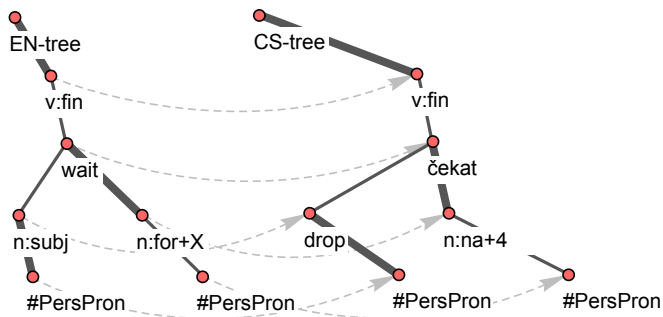 EN-tree CS-tree
v:fin v:fin
wait čekat
n:subj n:for+X drop n:na+4
#PersPron #PersPron #PersPron #PersPron